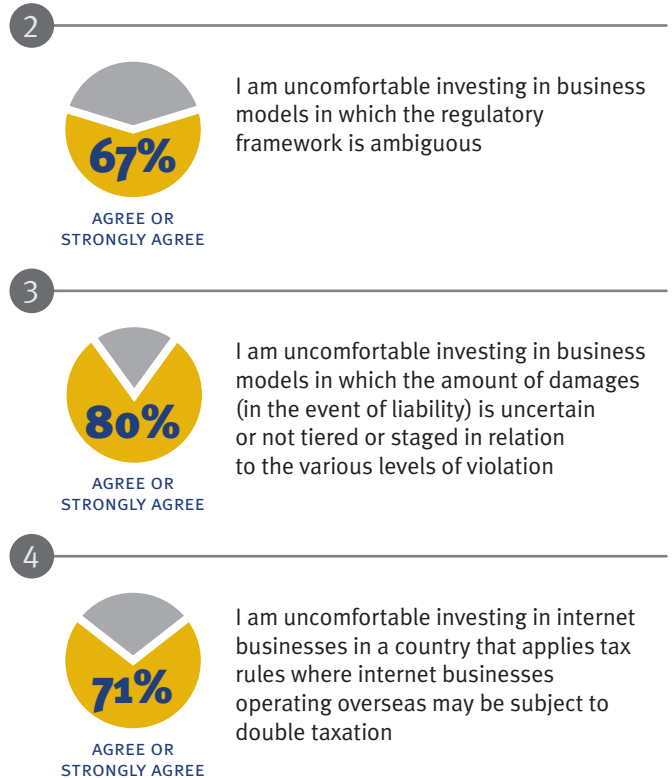 2
I am uncomfortable investing in business
models in which the regulatory
framework is ambiguous
67%
AGREE OR
STRONGLY AGREE
3
I am uncomfortable investing in business
models in which the amount of damages
(in the event of liability) is uncertain
or not tiered or staged in relation
to the various levels of violation
80%
AGREE OR
STRONGLY AGREE
4
I am uncomfortable investing in internet
businesses in a country that applies tax
rules where internet businesses
operating overseas may be subject to
double taxation
71%
AGREE OR
STRONGLY AGREE